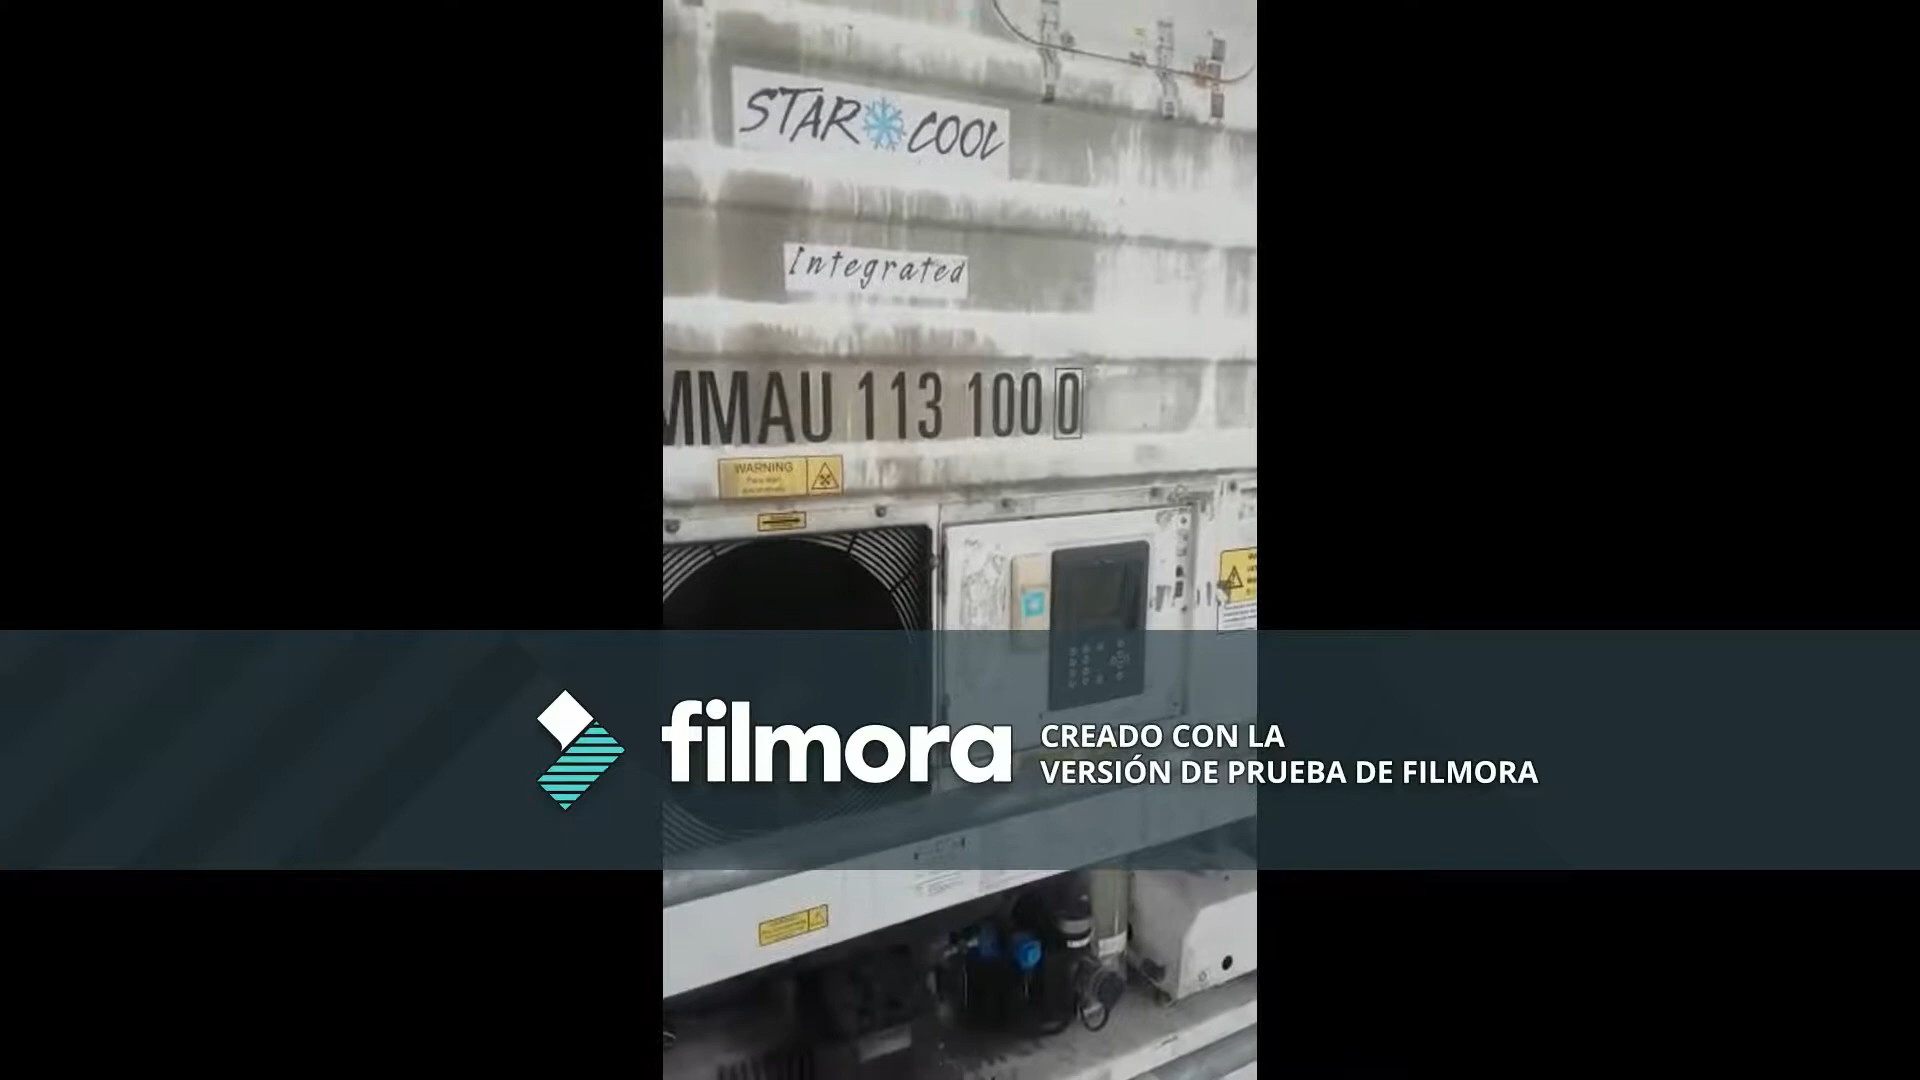 STAR COOL
Integrated
MMAU 113 100 0
WARNING
filmora
CREADO CON LA
VERSIÓN DE PRUEBA DE FILMORA